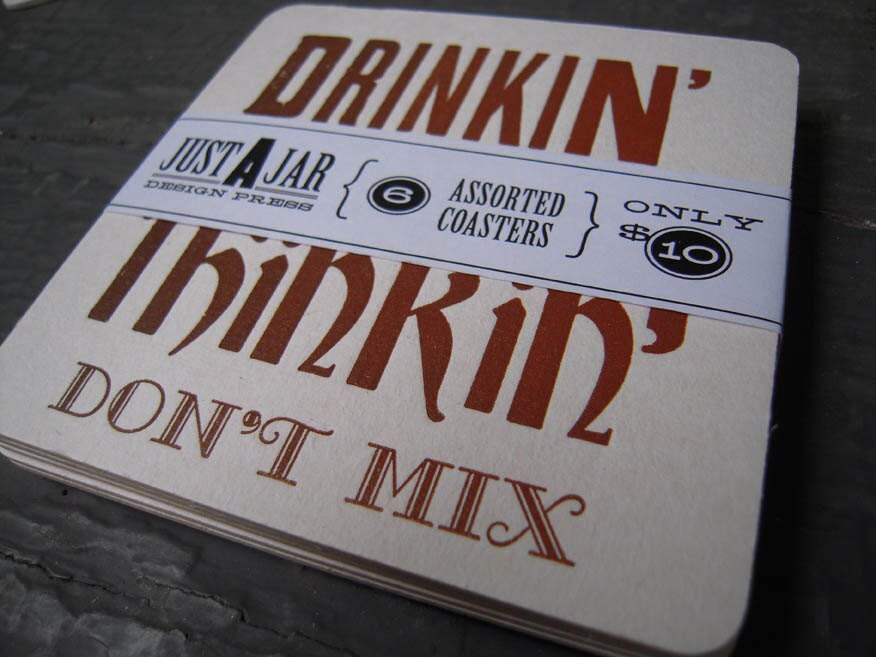 DRINKIN'
JUST A JAR
DESIGN PRESS
{ 6 ASSORTED
COASTERS }
ONLY
$10
THINKIN'
DON'T MIX